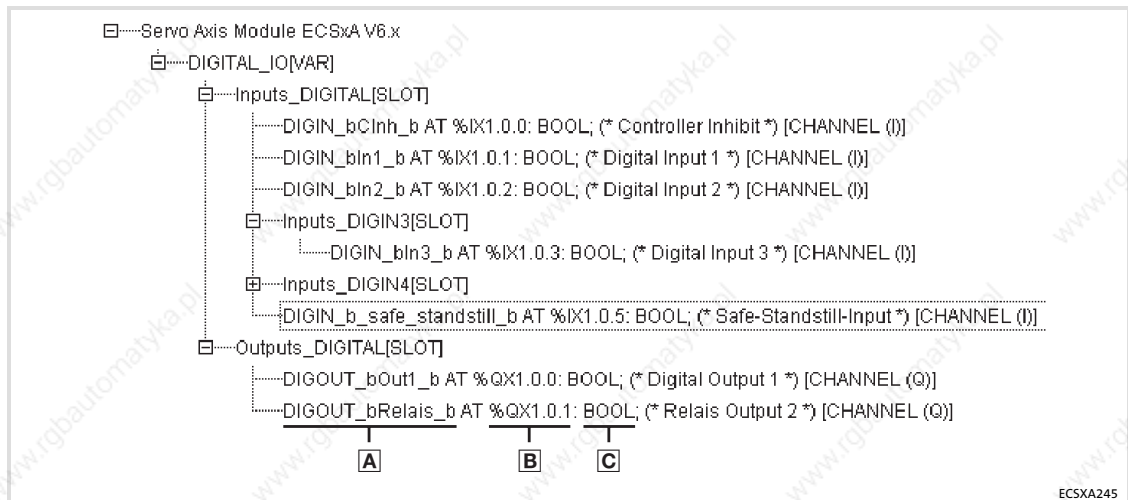 Servo Axis Module ECSxA V6.x
DIGITAL_IO[VAR]
Inputs_DIGITAL[SLOT]
DIGIN_bCInh_b AT %IX1.0.0: BOOL; (* Controller Inhibit *) [CHANNEL (I)]
DIGIN_bIn1_b AT %IX1.0.1: BOOL; (* Digital Input 1 *) [CHANNEL (I)]
DIGIN_bIn2_b AT %IX1.0.2: BOOL; (* Digital Input 2 *) [CHANNEL (I)]
Inputs_DIGIN3[SLOT]
DIGIN_bIn3_b AT %IX1.0.3: BOOL; (* Digital Input 3 *) [CHANNEL (I)]
Inputs_DIGIN4[SLOT]
DIGIN_b_safe_standstill_b AT %IX1.0.5: BOOL; (* Safe-Standstill-Input *) [CHANNEL (I)]
Outputs_DIGITAL[SLOT]
DIGOUT_bOut1_b AT %QX1.0.0: BOOL; (* Digital Output 1 *) [CHANNEL (Q)]
DIGOUT_bRelais_b AT %QX1.0.1: BOOL; (* Relais Output 2 *) [CHANNEL (Q)]
A B C
ECSXA245
www.rgbautomatyka.pl